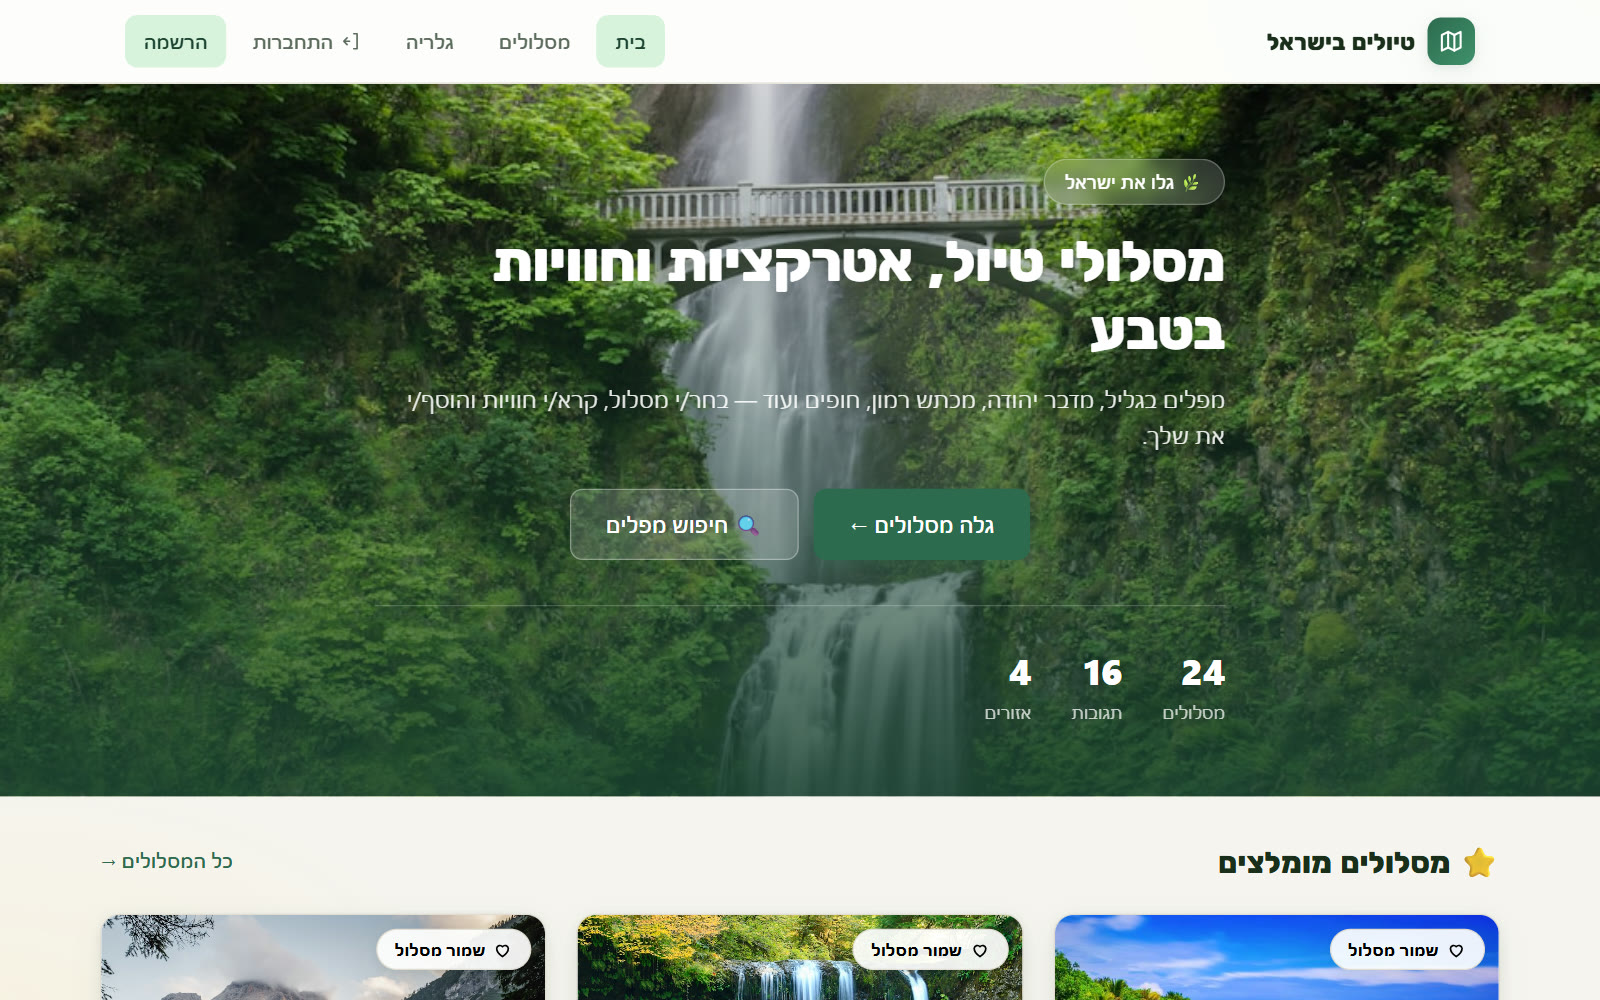 טיולים בישראל
בית
מסלולים
גלריה
התחברות
הרשמה
🌿 גלו את ישראל
מסלולי טיול, אטרקציות וחוויות
בטבע
מפלים בגליל, מדבר יהודה, מכתש רמון, חופים ועוד — בחר/י מסלול, קרא/י חוויות והוסף/י
את שלך.
גלה מסלולים ←
🔍 חיפוש מפלים
24
מסלולים
16
תגובות
4
אזורים
⭐ מסלולים מומלצים
כל המסלולים →
שמור מסלול
שמור מסלול
שמור מסלול